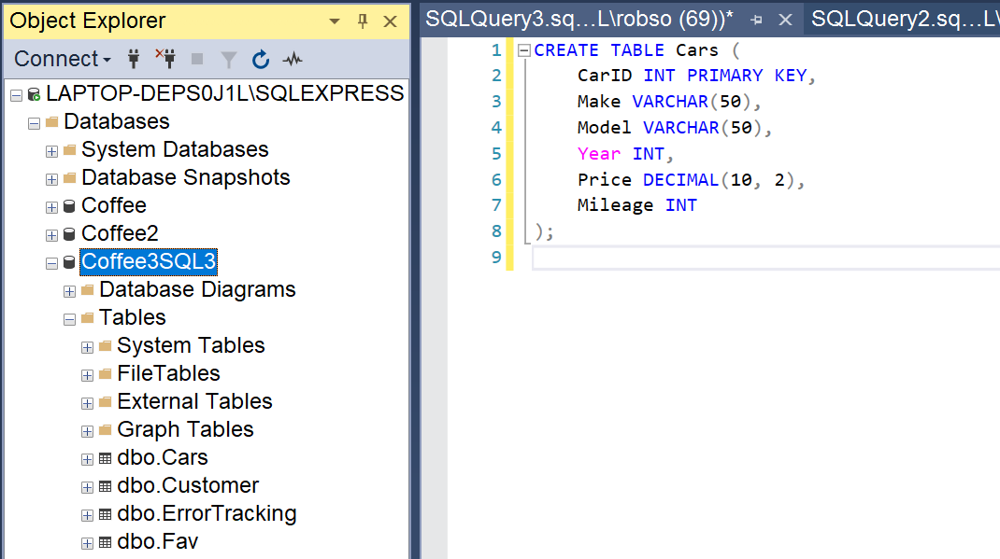 Object Explorer
Connect
LAPTOP-DEPS0J1L\SQLEXPRESS
Databases
System Databases
Database Snapshots
Coffee
Coffee2
Coffee3SQL3
Database Diagrams
Tables
System Tables
FileTables
External Tables
Graph Tables
dbo.Cars
dbo.Customer
dbo.ErrorTracking
dbo.Fav
SQLQuery3.sq...L\robso (69))*
SQLQuery2.sq...L\
1 CREATE TABLE Cars (
2 CarID INT PRIMARY KEY,
3 Make VARCHAR(50),
4 Model VARCHAR(50),
5 Year INT,
6 Price DECIMAL(10, 2),
7 Mileage INT
8 );
9